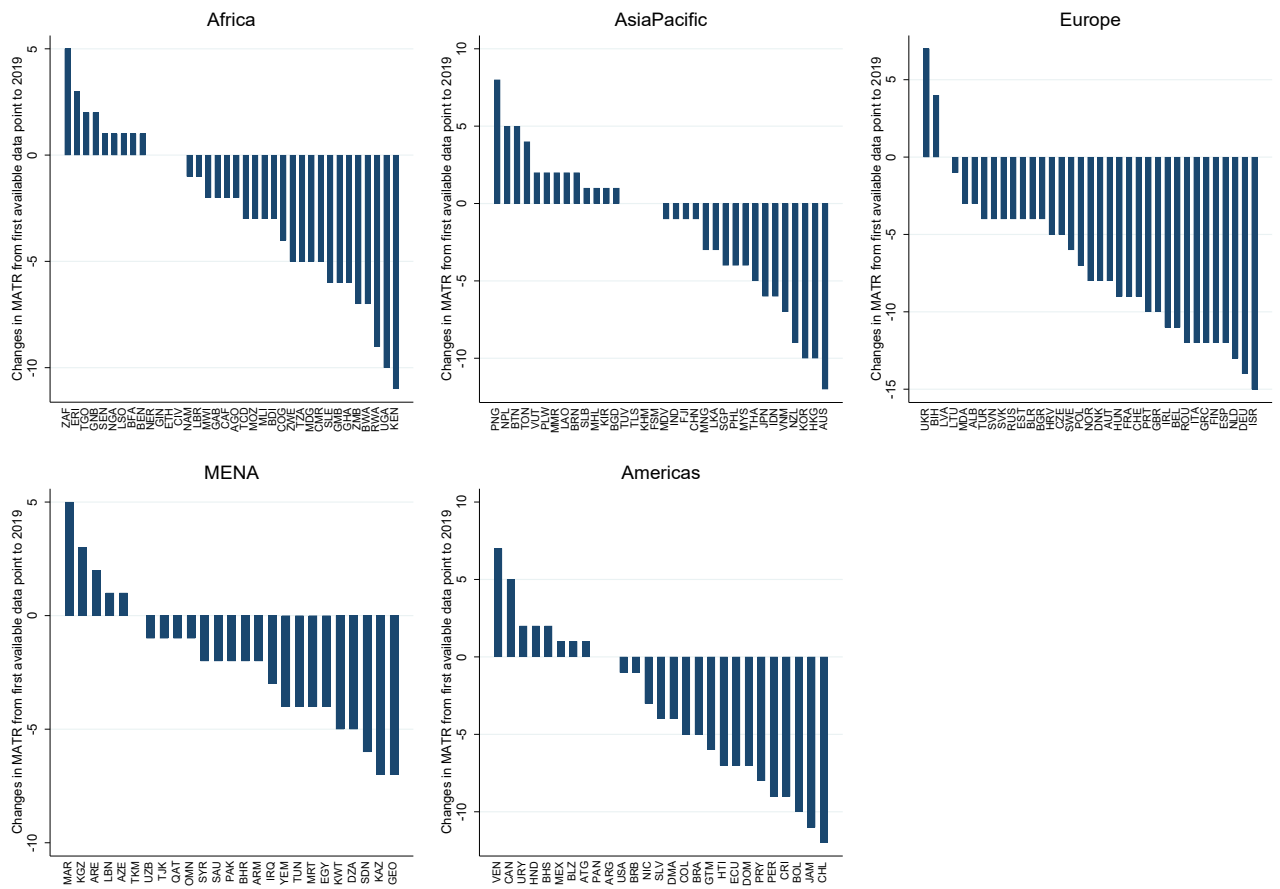 Africa
Changes in MATR from first available data point to 2019
5
0
-5
-10
ZAF ERI TGO GNB SEN NGA LSO BFA BEN NER GIN ETH CIV NAM LBR MWI GAB CAF AGO TCD MOZ MLI BDI COG ZWE TZA MDG CMR SLE GMB GHA ZMB BWA RWA UGA KEN
AsiaPacific
Changes in MATR from first available data point to 2019
10
5
0
-5
-10
PNG NPL BTN TON VUT PLW MMR LAO BRN SLB MHL KIR BGD TUV TLS KHM FSM MDV IND FJI CHN MNG LKA SGP PHL MYS THA JPN IDN VNM NZL KOR HKG AUS
Europe
Changes in MATR from first available data point to 2019
5
0
-5
-10
-15
UKR BIH LVA LTU MDA ALB TUR SVN SVK RUS EST BLR BGR HRV CZE SWE POL NOR DNK AUT HUN FRA CHE PRT GBR IRL BEL ROU ITA GRC FIN ESP NLD DEU ISR
MENA
Changes in MATR from first available data point to 2019
5
0
-5
-10
MAR KGZ ARE LBN AZE TKM UZB TJK QAT OMN SYR SAU PAK BHR ARM IRQ YEM TUN MRT EGY KWT DZA SDN KAZ GEO
Americas
Changes in MATR from first available data point to 2019
10
5
0
-5
-10
VEN CAN URY HND BHS MEX BLZ ATG PAN ARG USA BRB NIC SLV DMA COL BRA GTM HTI ECU DOM PRY PER CRI BOL JAM CHL